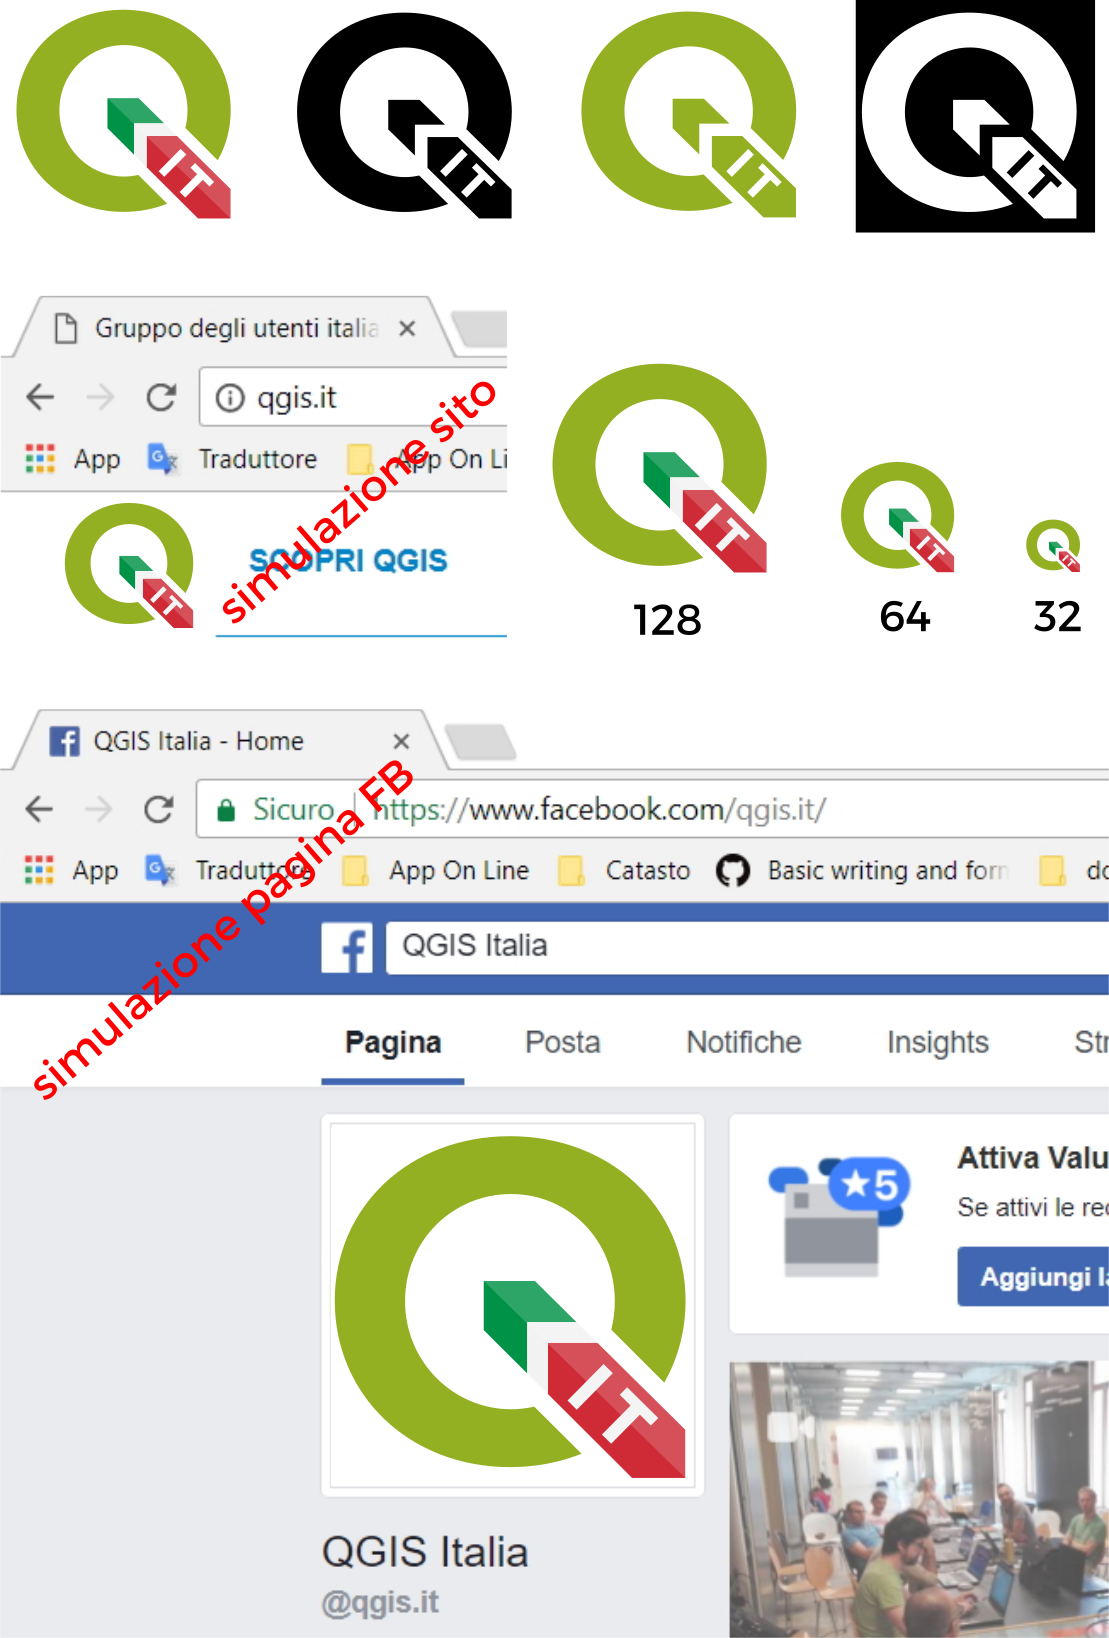 IT
IT
IT
IT
Gruppo degli utenti italia
qgis.it
App
Traduttore
App On Li
SCOPRI QGIS
simulazione sito
IT
IT
IT
IT
128
64
32
QGIS Italia - Home
Sicuro https://www.facebook.com/qgis.it/
App
Traduttore
App On Line
Catasto
Basic writing and form
do
simulazione pagina FB
QGIS Italia
Pagina
Posta
Notifiche
Insights
Str
5
Attiva Valu
Se attivi le rec
Aggiungi la
IT
QGIS Italia
@qgis.it